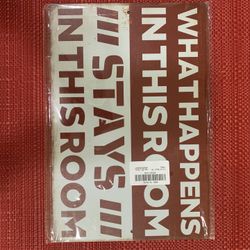 WHAT HAPPENS
IN THIS ROOM
/// STAYS ///
IN THIS ROOM